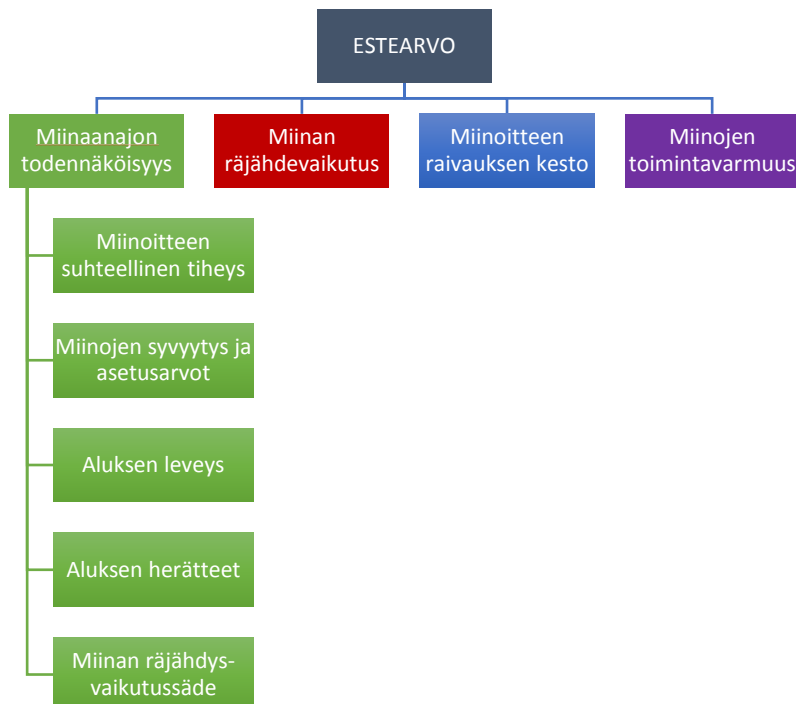 ESTEARVO
Miinaanajon
todennäköisyys
Miinan
räjähdevaikutus
Miinoitteen
raivauksen kesto
Miinojen
toimintavarmuus
Miinoitteen
suhteellinen tiheys
Miinojen syvyytys ja
asetusarvot
Aluksen leveys
Aluksen herätteet
Miinan räjähdys-
vaikutussäde